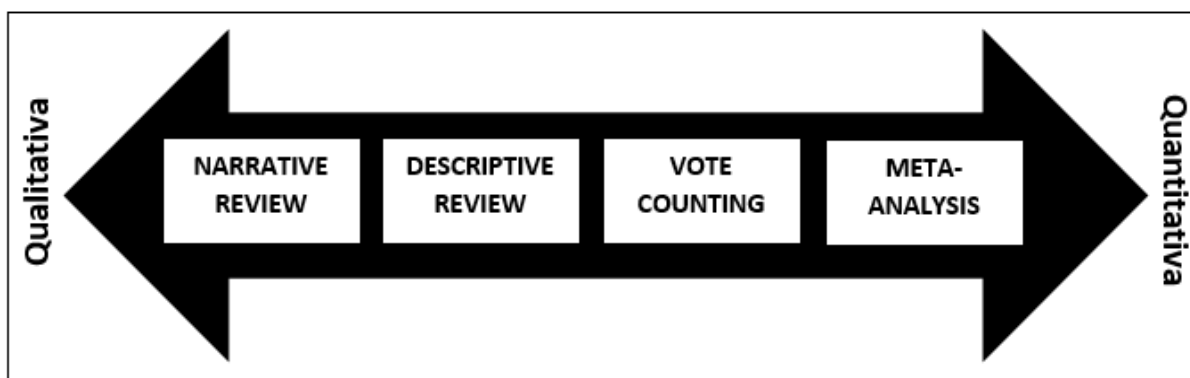 Qualitativa
NARRATIVE
REVIEW
DESCRIPTIVE
REVIEW
VOTE
COUNTING
META-
ANALYSIS
Quantitativa